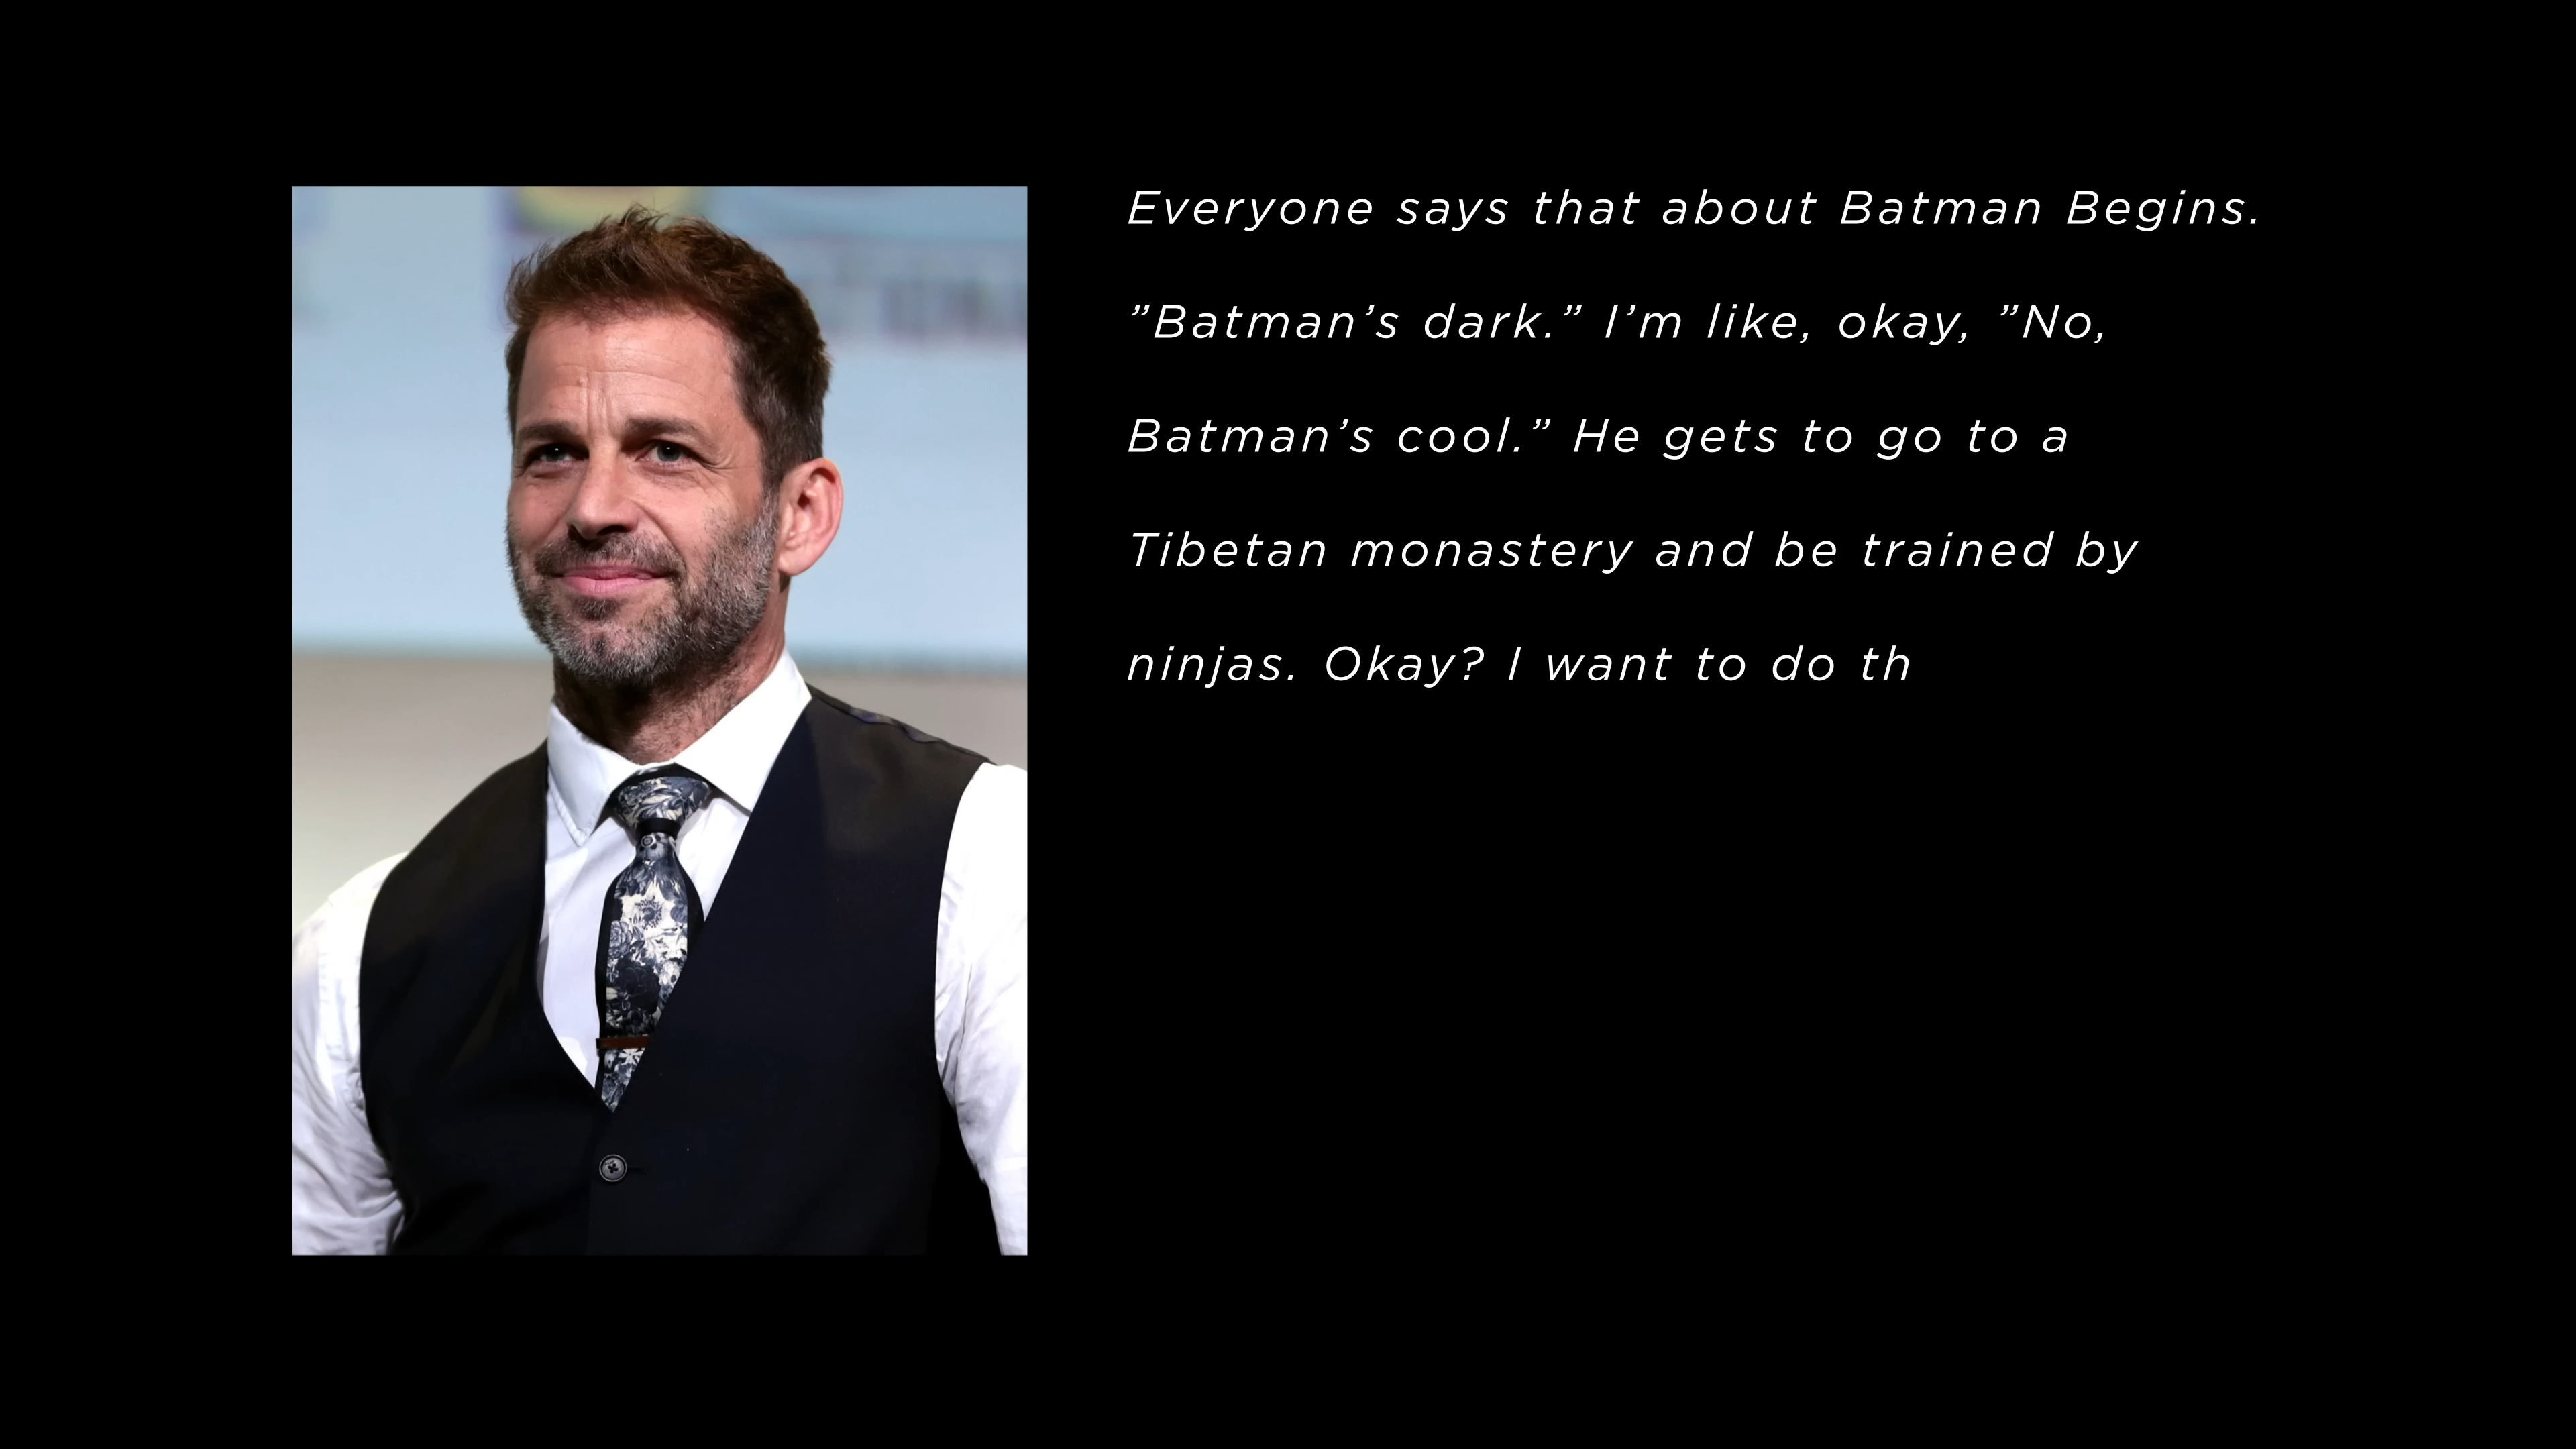 Everyone says that about Batman Begins.
”Batman’s dark.” I’m like, okay, ”No,
Batman’s cool.” He gets to go to a
Tibetan monastery and be trained by
ninjas. Okay? I want to do th